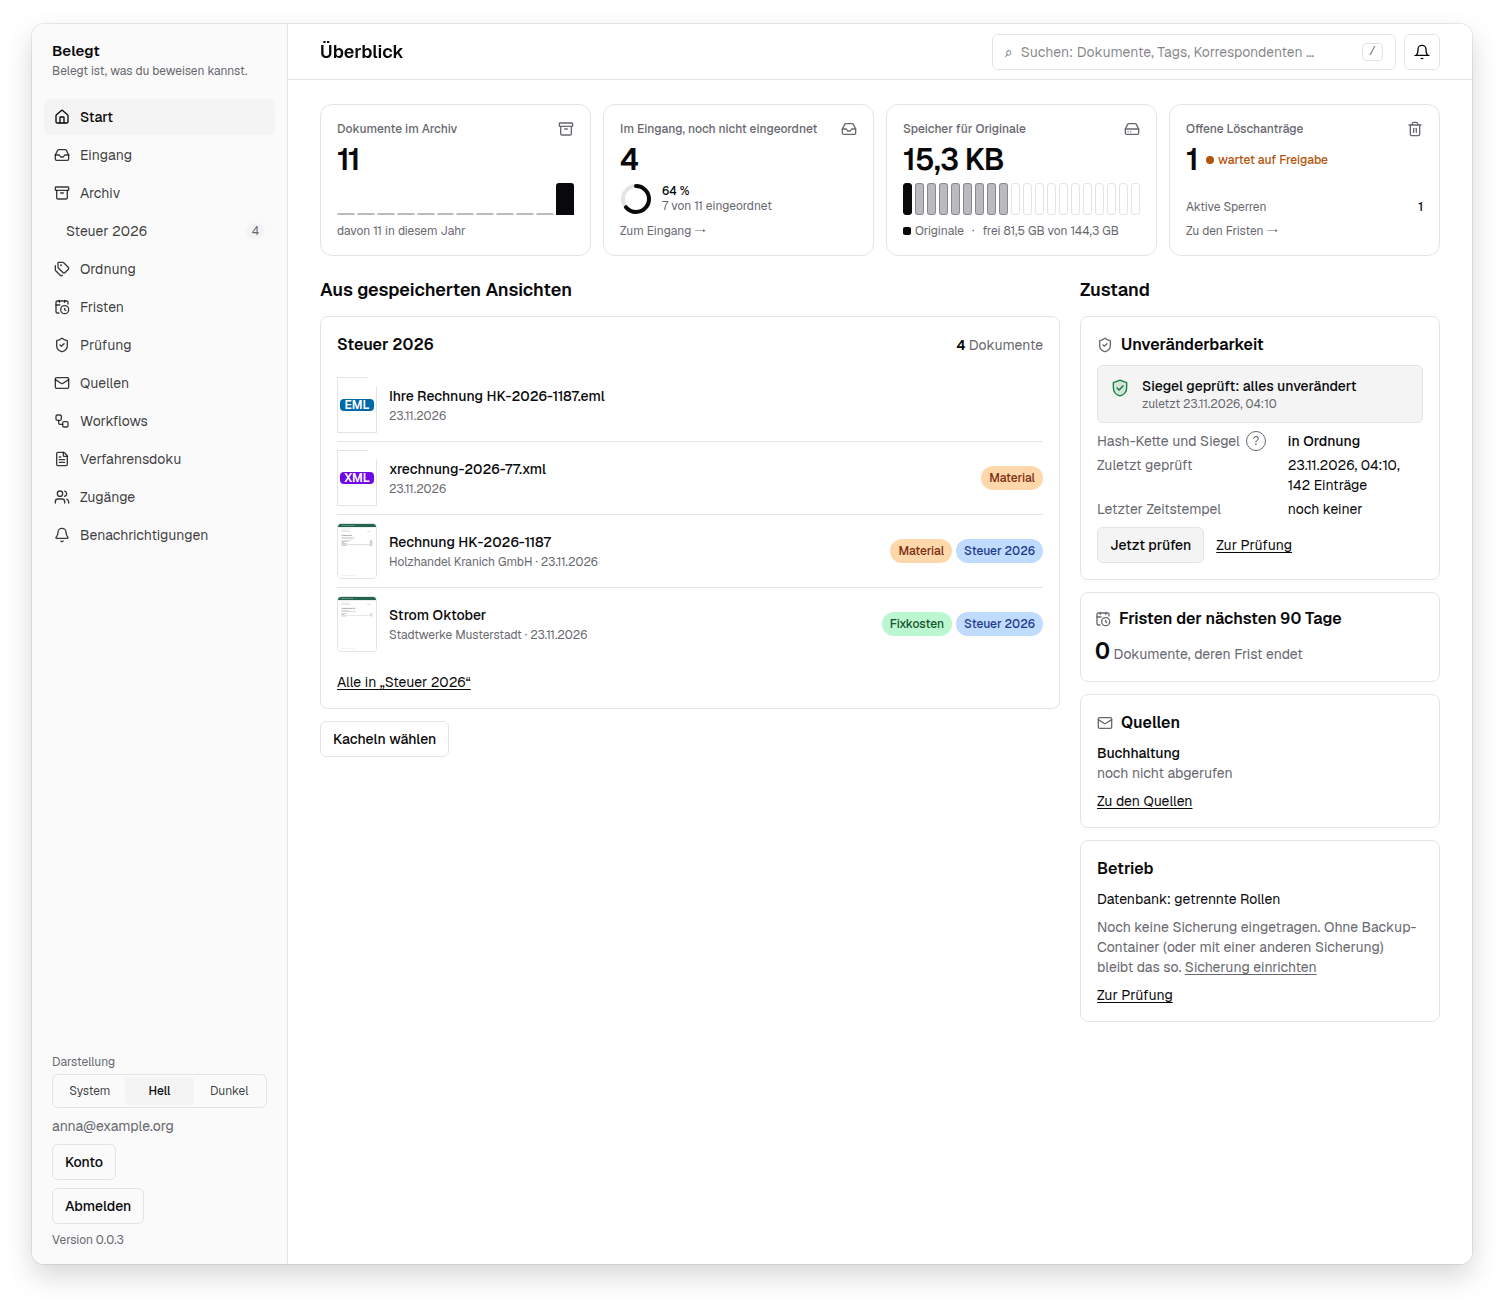 Belegt
Belegt ist, was du beweisen kannst.
Start
Eingang
Archiv
Steuer 2026
4
Ordnung
Fristen
Prüfung
Quellen
Workflows
Verfahrensdoku
Zugänge
Benachrichtigungen
Darstellung
System
Hell
Dunkel
anna@example.org
Konto
Abmelden
Version 0.0.3
Überblick
Suchen: Dokumente, Tags, Korrespondenten …
/
Dokumente im Archiv
11
davon 11 in diesem Jahr
Im Eingang, noch nicht eingeordnet
4
64 %
7 von 11 eingeordnet
Zum Eingang →
Speicher für Originale
15,3 KB
Originale · frei 81,5 GB von 144,3 GB
Offene Löschanträge
1 wartet auf Freigabe
Aktive Sperren 1
Zu den Fristen →
Aus gespeicherten Ansichten
Steuer 2026
4 Dokumente
EML
Ihre Rechnung HK-2026-1187.eml
23.11.2026
XML
xrechnung-2026-77.xml
23.11.2026
Material
Rechnung HK-2026-1187
Holzhandel Kranich GmbH · 23.11.2026
Material
Steuer 2026
Strom Oktober
Stadtwerke Musterstadt · 23.11.2026
Fixkosten
Steuer 2026
Alle in „Steuer 2026“
Kacheln wählen
Zustand
Unveränderbarkeit
Siegel geprüft: alles unverändert
zuletzt 23.11.2026, 04:10
Hash-Kette und Siegel ? in Ordnung
Zuletzt geprüft 23.11.2026, 04:10,
142 Einträge
Letzter Zeitstempel noch keiner
Jetzt prüfen
Zur Prüfung
Fristen der nächsten 90 Tage
0 Dokumente, deren Frist endet
Quellen
Buchhaltung
noch nicht abgerufen
Zu den Quellen
Betrieb
Datenbank: getrennte Rollen
Noch keine Sicherung eingetragen. Ohne Backup-
Container (oder mit einer anderen Sicherung)
bleibt das so. Sicherung einrichten
Zur Prüfung